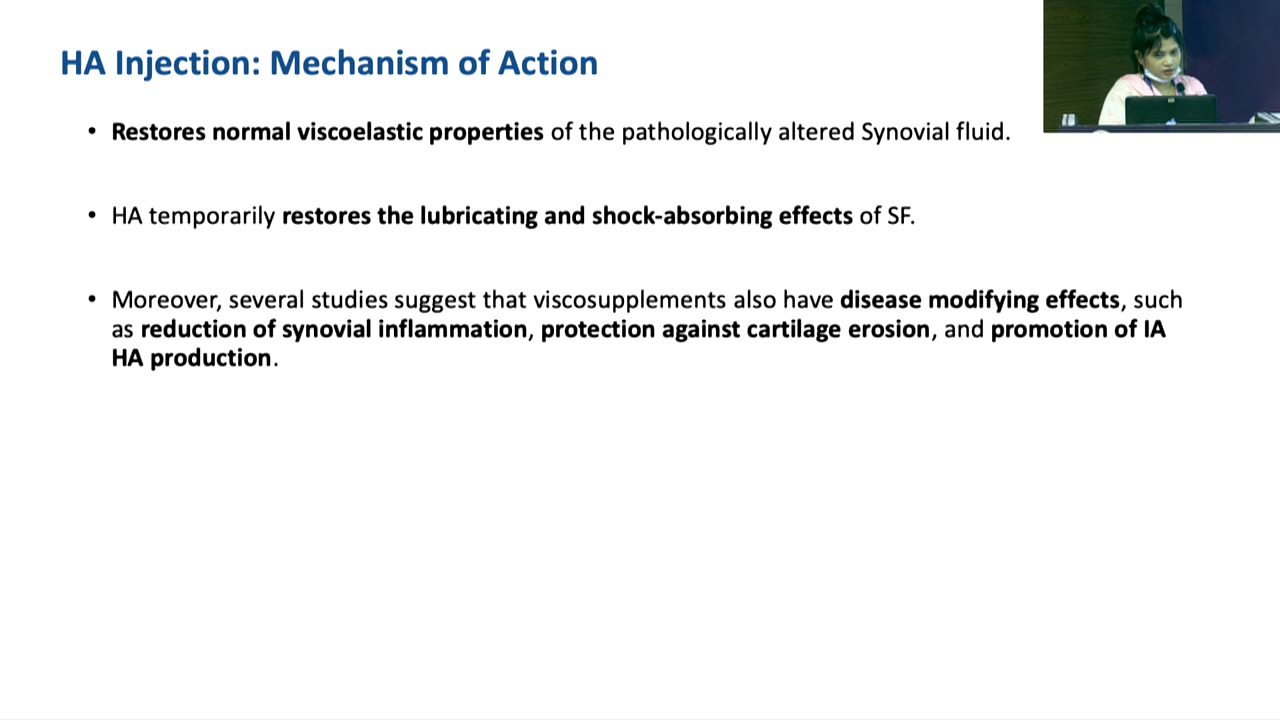 HA Injection: Mechanism of Action
• Restores normal viscoelastic properties of the pathologically altered Synovial fluid.
• HA temporarily restores the lubricating and shock-absorbing effects of SF.
• Moreover, several studies suggest that viscosupplements also have disease modifying effects, such
as reduction of synovial inflammation, protection against cartilage erosion, and promotion of IA
HA production.